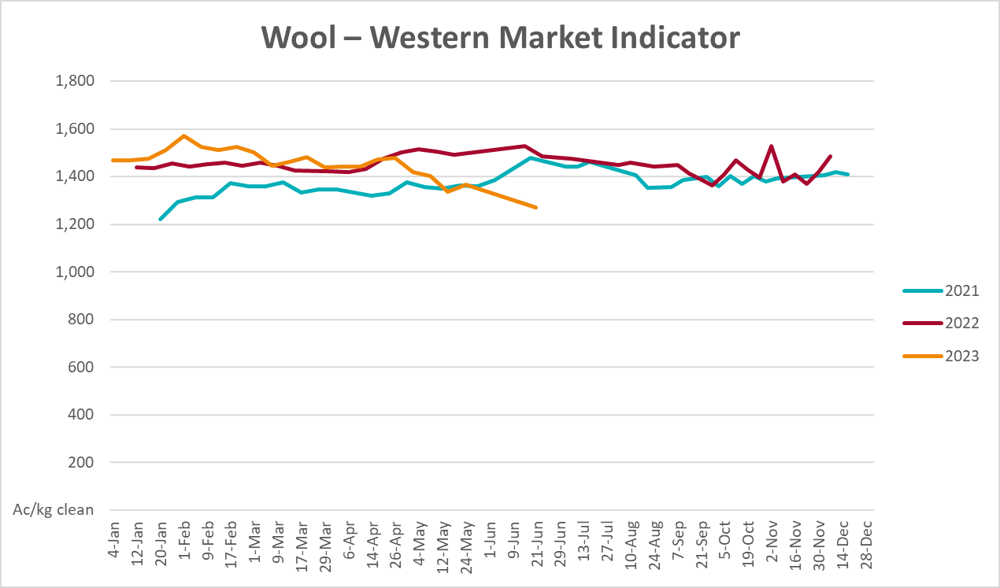 Wool – Western Market Indicator
1,800
1,600
1,400
1,200
1,000
800
600
400
200
Ac/kg clean
4-Jan
12-Jan
20-Jan
1-Feb
9-Feb
17-Feb
1-Mar
9-Mar
17-Mar
29-Mar
6-Apr
14-Apr
26-Apr
4-May
12-May
24-May
1-Jun
9-Jun
21-Jun
29-Jun
13-Jul
27-Jul
10-Aug
24-Aug
7-Sep
21-Sep
5-Oct
19-Oct
2-Nov
16-Nov
30-Nov
14-Dec
28-Dec
2021
2022
2023